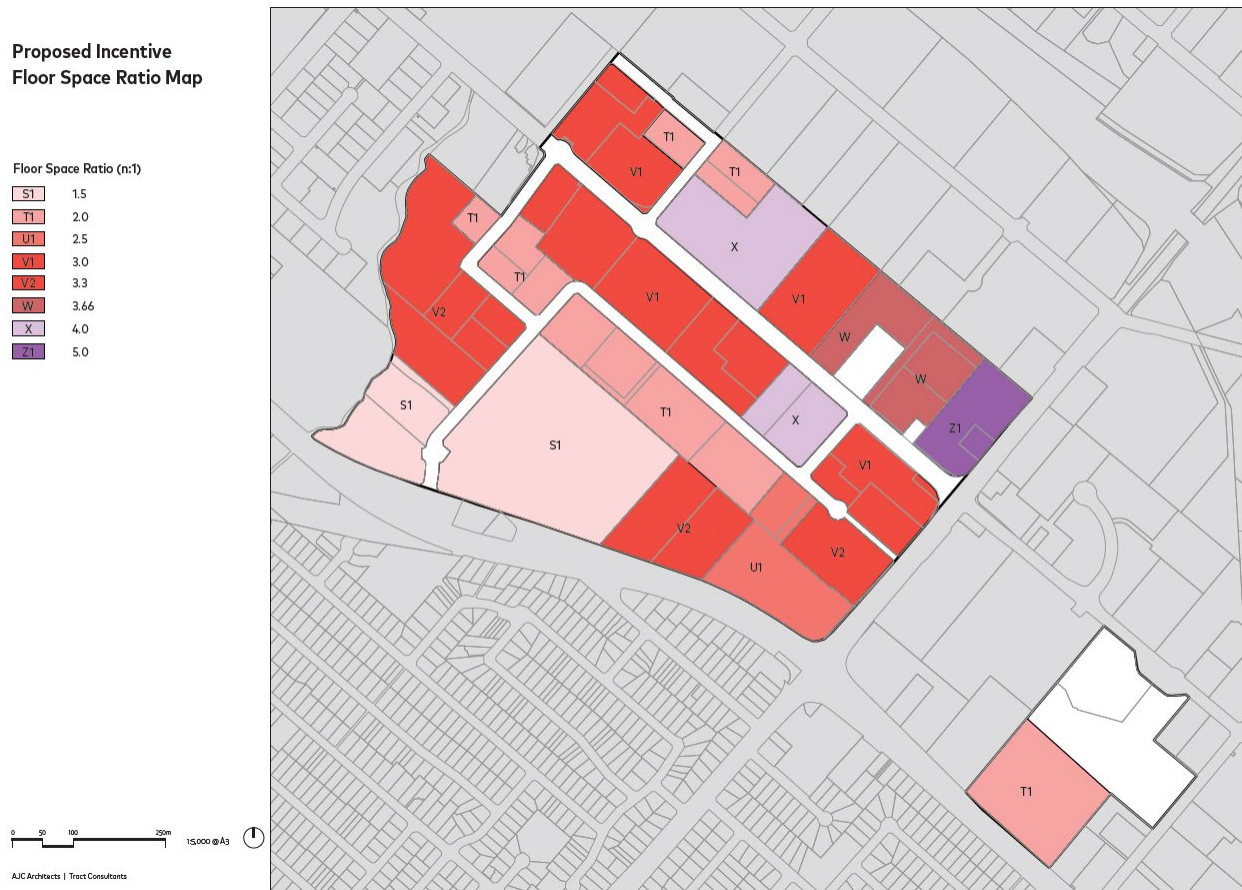 Proposed Incentive
Floor Space Ratio Map
Floor Space Ratio (n:1)
S1 1.5
T1 2.0
U1 2.5
V1 3.0
V2 3.3
W 3.66
X 4.0
Z1 5.0
T1
V1
T1
T1
X
T1
V1
V1
V2
W
W
S1
T1
X
Z1
S1
V1
V2
V2
U1
T1
0 50 100 250m
1:5,000 @A3
AJC Architects | Tract Consultants